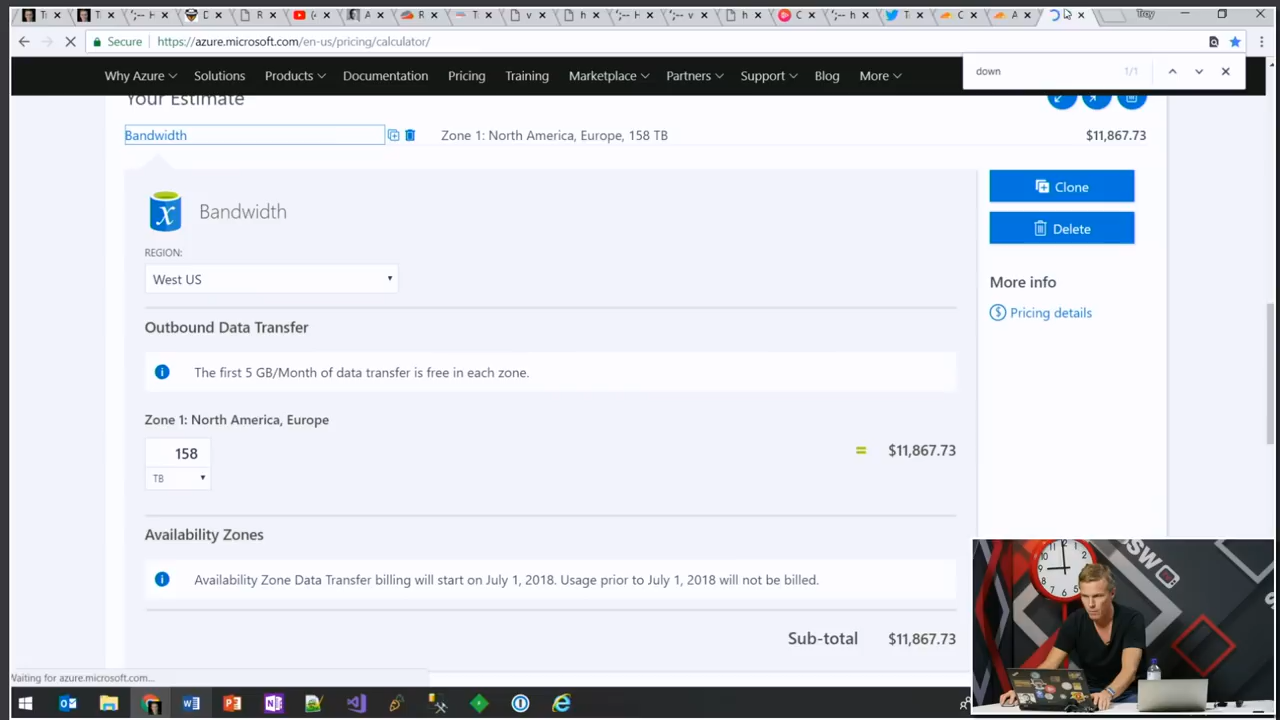 Troy
Secure https://azure.microsoft.com/en-us/pricing/calculator/
Why Azure Solutions Products Documentation Pricing Training Marketplace Partners Support Blog More
down 1/1
Your Estimate
Bandwidth Zone 1: North America, Europe, 158 TB $11,867.73
Bandwidth
Clone
Delete
REGION:
West US
More info
Pricing details
Outbound Data Transfer
The first 5 GB/Month of data transfer is free in each zone.
Zone 1: North America, Europe
158
TB
= $11,867.73
Availability Zones
Availability Zone Data Transfer billing will start on July 1, 2018. Usage prior to July 1, 2018 will not be billed.
Sub-total $11,867.73
Waiting for azure.microsoft.com...